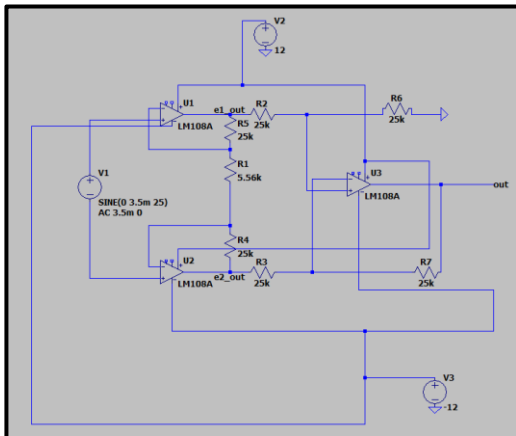 V2
12
U1
LM108A
e1_out
R2
25k
R6
25k
R5
25k
R1
5.56k
U3
LM108A
out
V1
SINE(0 3.5m 25)
AC 3.5m 0
R4
25k
U2
LM108A
e2_out
R3
25k
R7
25k
V3
-12